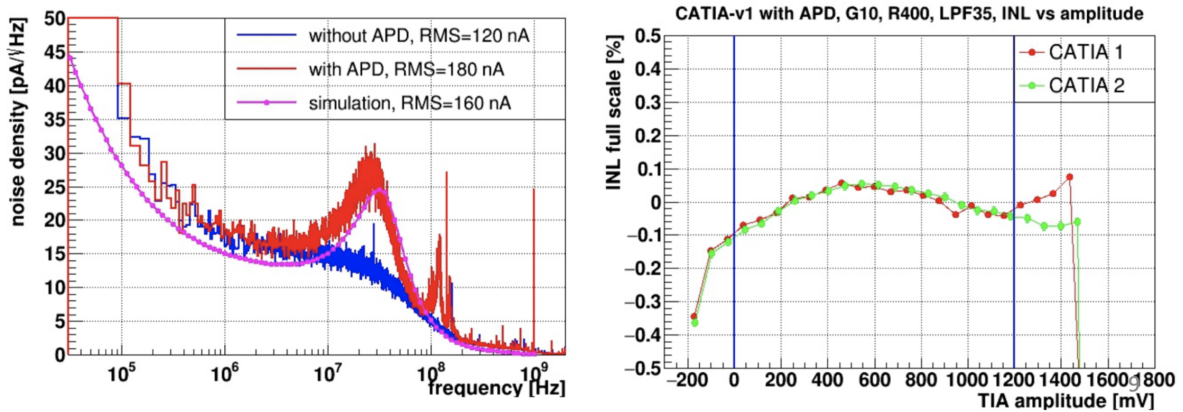 50
45
40
35
30
25
20
15
10
5
0
noise density [pA/√Hz]
without APD, RMS=120 nA
with APD, RMS=180 nA
simulation, RMS=160 nA
10⁵
10⁶
10⁷
10⁸
10⁹
frequency [Hz]
CATIA-v1 with APD, G10, R400, LPF35, INL vs amplitude
0.5
0.4
0.3
0.2
0.1
0
−0.1
−0.2
−0.3
−0.4
−0.5
INL full scale [%]
CATIA 1
CATIA 2
−200 0 200 400 600 800 1000 1200 1400 1600 1800
9
TIA amplitude [mV]